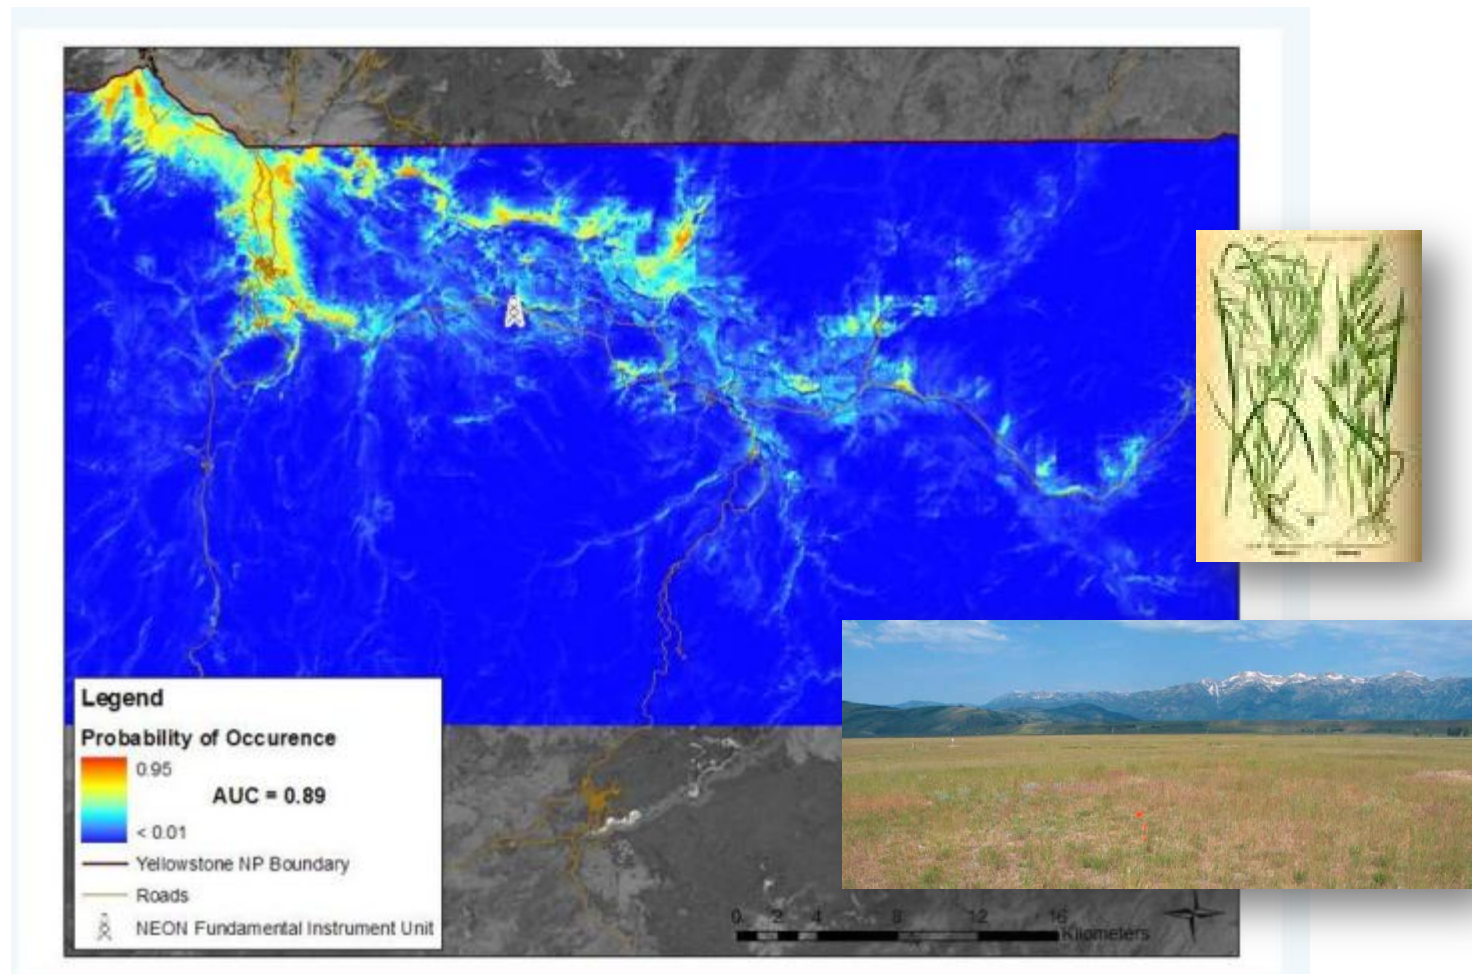 Legend
Probability of Occurence
0.95
AUC = 0.89
< 0.01
Yellowstone NP Boundary
Roads
NEON Fundamental Instrument Unit
0 2 4 8 12 16
Kilometers